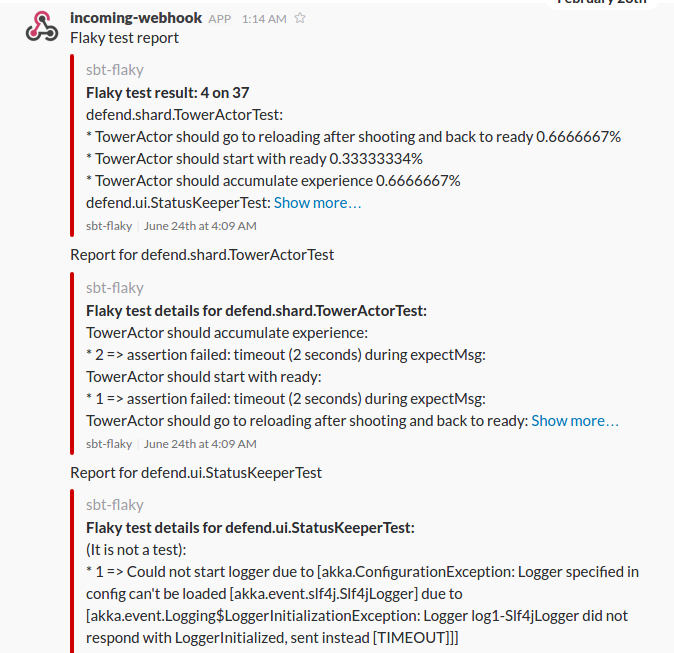 February 28th
incoming-webhook APP 1:14 AM
Flaky test report
sbt-flaky
Flaky test result: 4 on 37
defend.shard.TowerActorTest:
* TowerActor should go to reloading after shooting and back to ready 0.6666667%
* TowerActor should start with ready 0.33333334%
* TowerActor should accumulate experience 0.6666667%
defend.ui.StatusKeeperTest: Show more…
sbt-flaky June 24th at 4:09 AM
Report for defend.shard.TowerActorTest
sbt-flaky
Flaky test details for defend.shard.TowerActorTest:
TowerActor should accumulate experience:
* 2 => assertion failed: timeout (2 seconds) during expectMsg:
TowerActor should start with ready:
* 1 => assertion failed: timeout (2 seconds) during expectMsg:
TowerActor should go to reloading after shooting and back to ready: Show more…
sbt-flaky June 24th at 4:09 AM
Report for defend.ui.StatusKeeperTest
sbt-flaky
Flaky test details for defend.ui.StatusKeeperTest:
(It is not a test):
* 1 => Could not start logger due to [akka.ConfigurationException: Logger specified in
config can't be loaded [akka.event.slf4j.Slf4jLogger] due to
[akka.event.Logging$LoggerInitializationException: Logger log1-Slf4jLogger did not
respond with LoggerInitialized, sent instead [TIMEOUT]]]